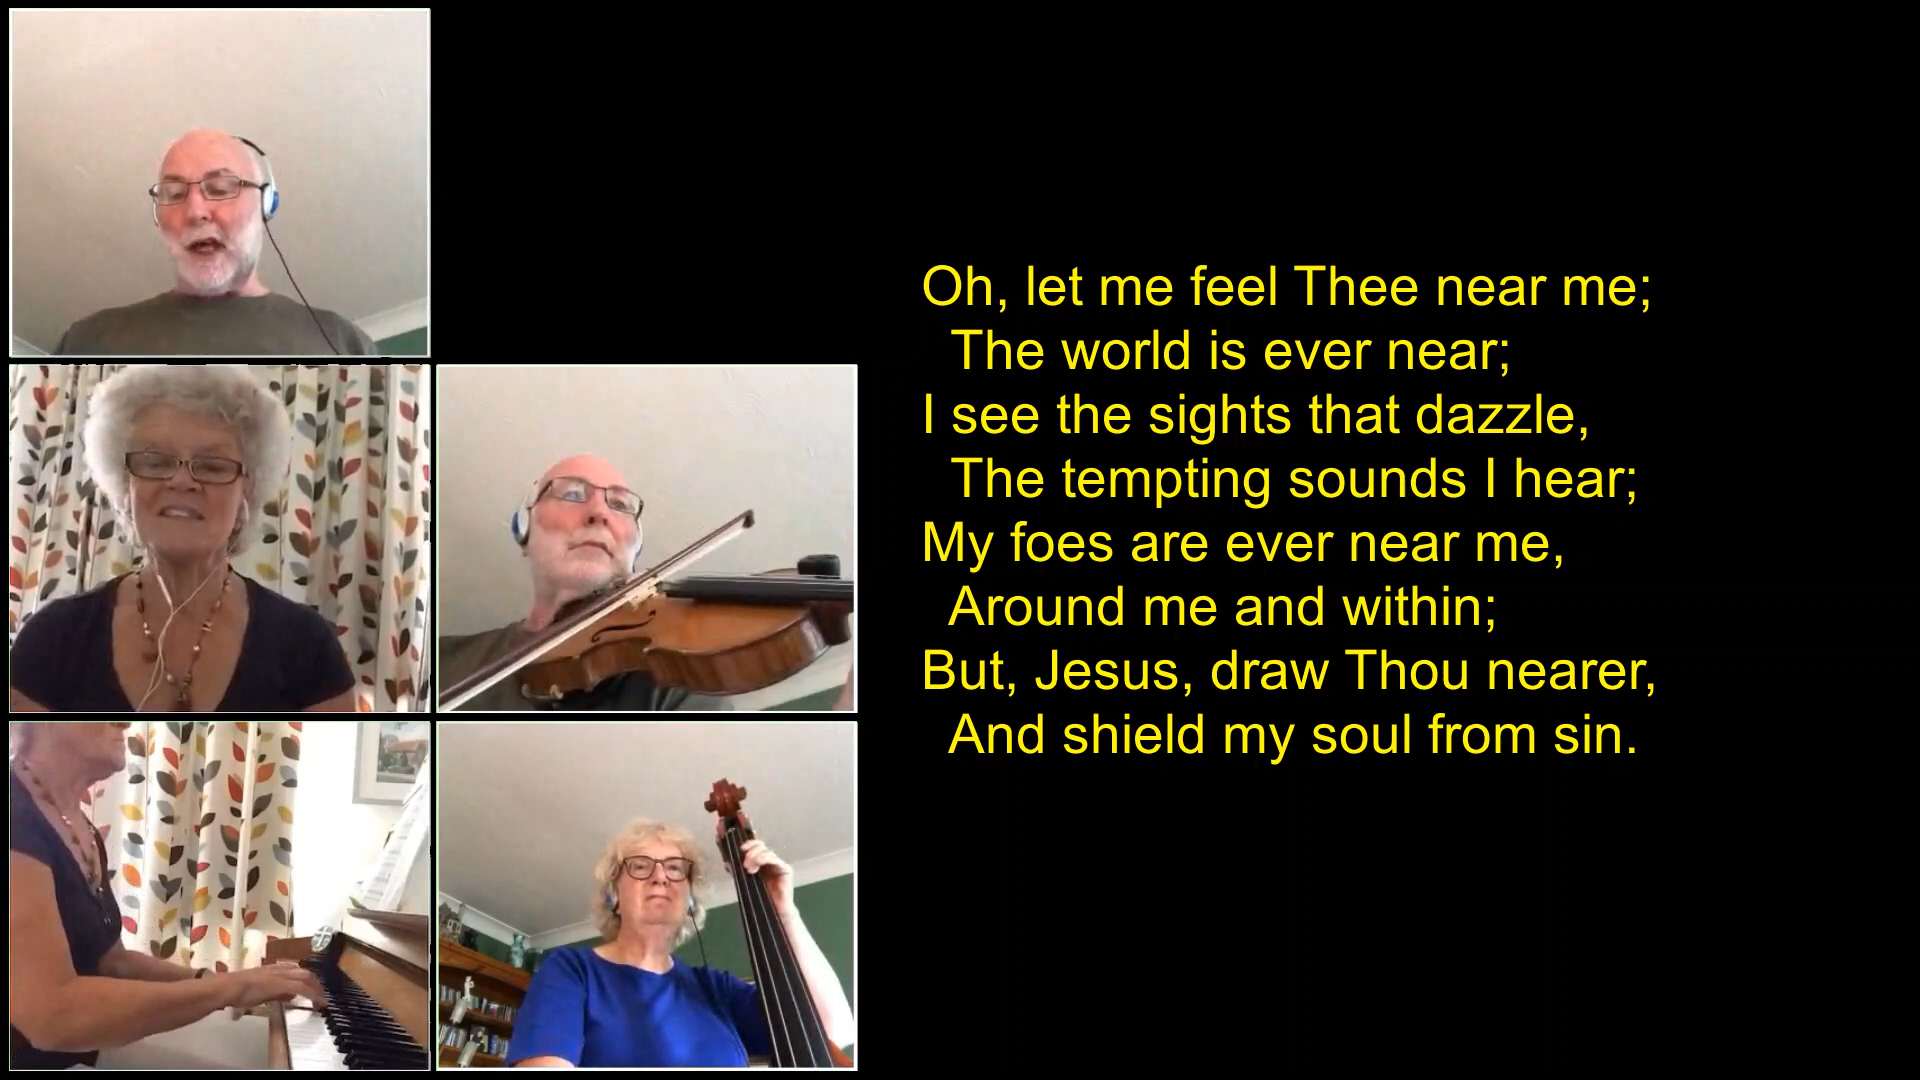 Oh, let me feel Thee near me;
The world is ever near;
I see the sights that dazzle,
The tempting sounds I hear;
My foes are ever near me,
Around me and within;
But, Jesus, draw Thou nearer,
And shield my soul from sin.